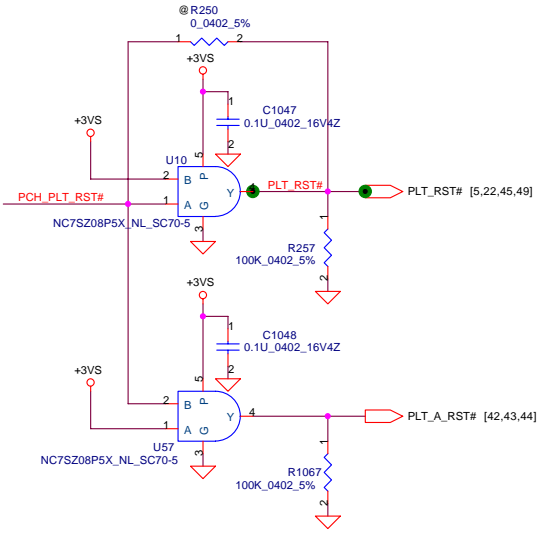 @R250
0_0402_5%
1 2
+3VS
1
+3VS
C1047
0.1U_0402_16V4Z
2
5
U10
2 B P
Y PLT_RST# PLT_RST# [5,22,45,49]
PCH_PLT_RST# 1 A G
NC7SZ08P5X_NL_SC70-5
3
1
R257
100K_0402_5%
2
+3VS
1
C1048
0.1U_0402_16V4Z
+3VS
2
5
2 B P
Y 4 PLT_A_RST# [42,43,44]
1 A G
U57
NC7SZ08P5X_NL_SC70-5
3
1
R1067
100K_0402_5%
2